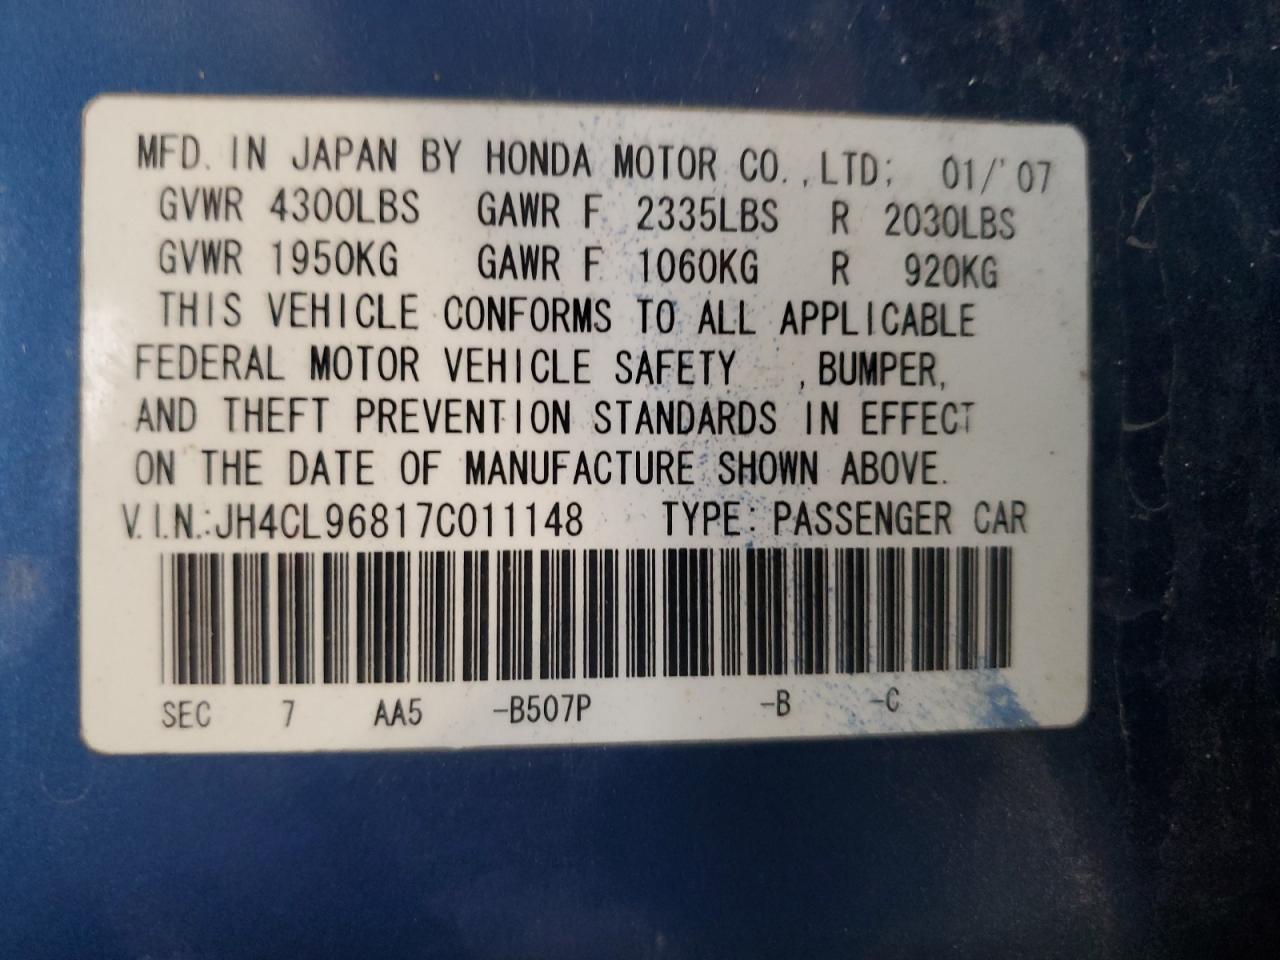 MFD. IN JAPAN BY HONDA MOTOR CO., LTD; 01/'07
GVWR 4300LBS GAWR F 2335LBS R 2030LBS
GVWR 1950KG GAWR F 1060KG R 920KG
THIS VEHICLE CONFORMS TO ALL APPLICABLE
FEDERAL MOTOR VEHICLE SAFETY , BUMPER,
AND THEFT PREVENTION STANDARDS IN EFFECT
ON THE DATE OF MANUFACTURE SHOWN ABOVE.
V.I.N.:JH4CL96817C011148 TYPE: PASSENGER CAR
SEC 7 AA5 -B507P -B -C